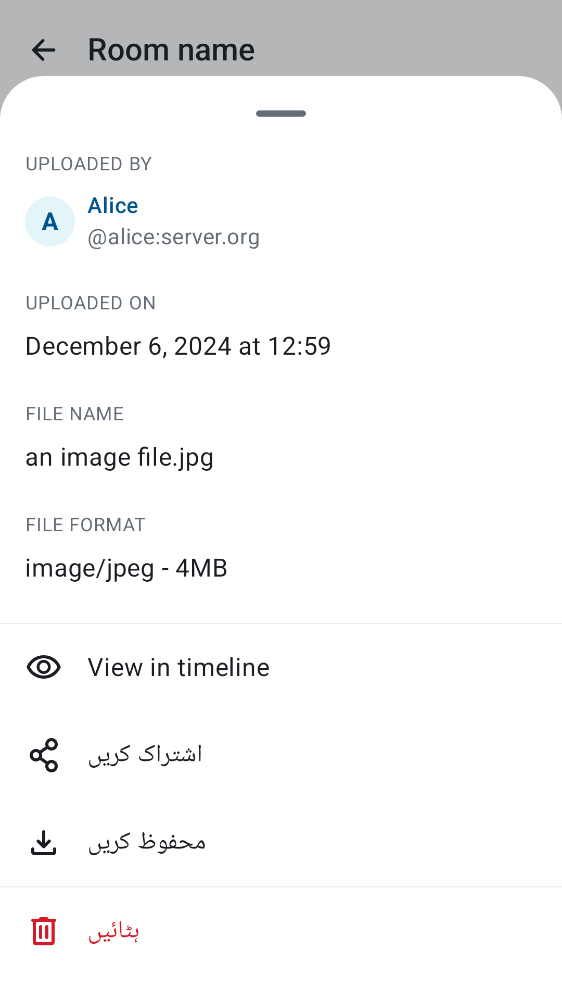 Room name
UPLOADED BY
A
Alice
@alice:server.org
UPLOADED ON
December 6, 2024 at 12:59
FILE NAME
an image file.jpg
FILE FORMAT
image/jpeg - 4MB
View in timeline
اشتراک کریں
محفوظ کریں
ہٹائیں